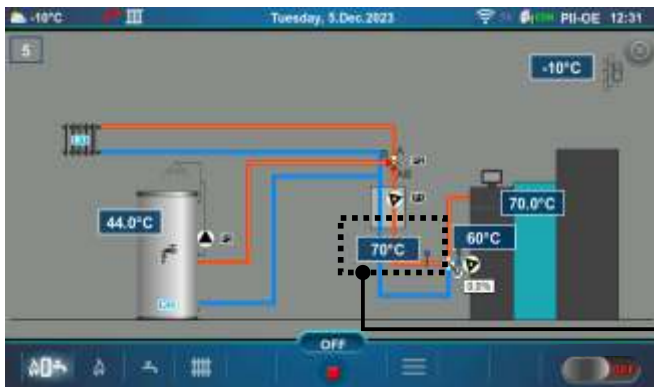 -10°C
Tuesday, 5.Dec.2023
PII-OE 12:31
5
-10°C
A
70.0°C
44.0°C
70°C
60°C
0.0%
OFF
OFF